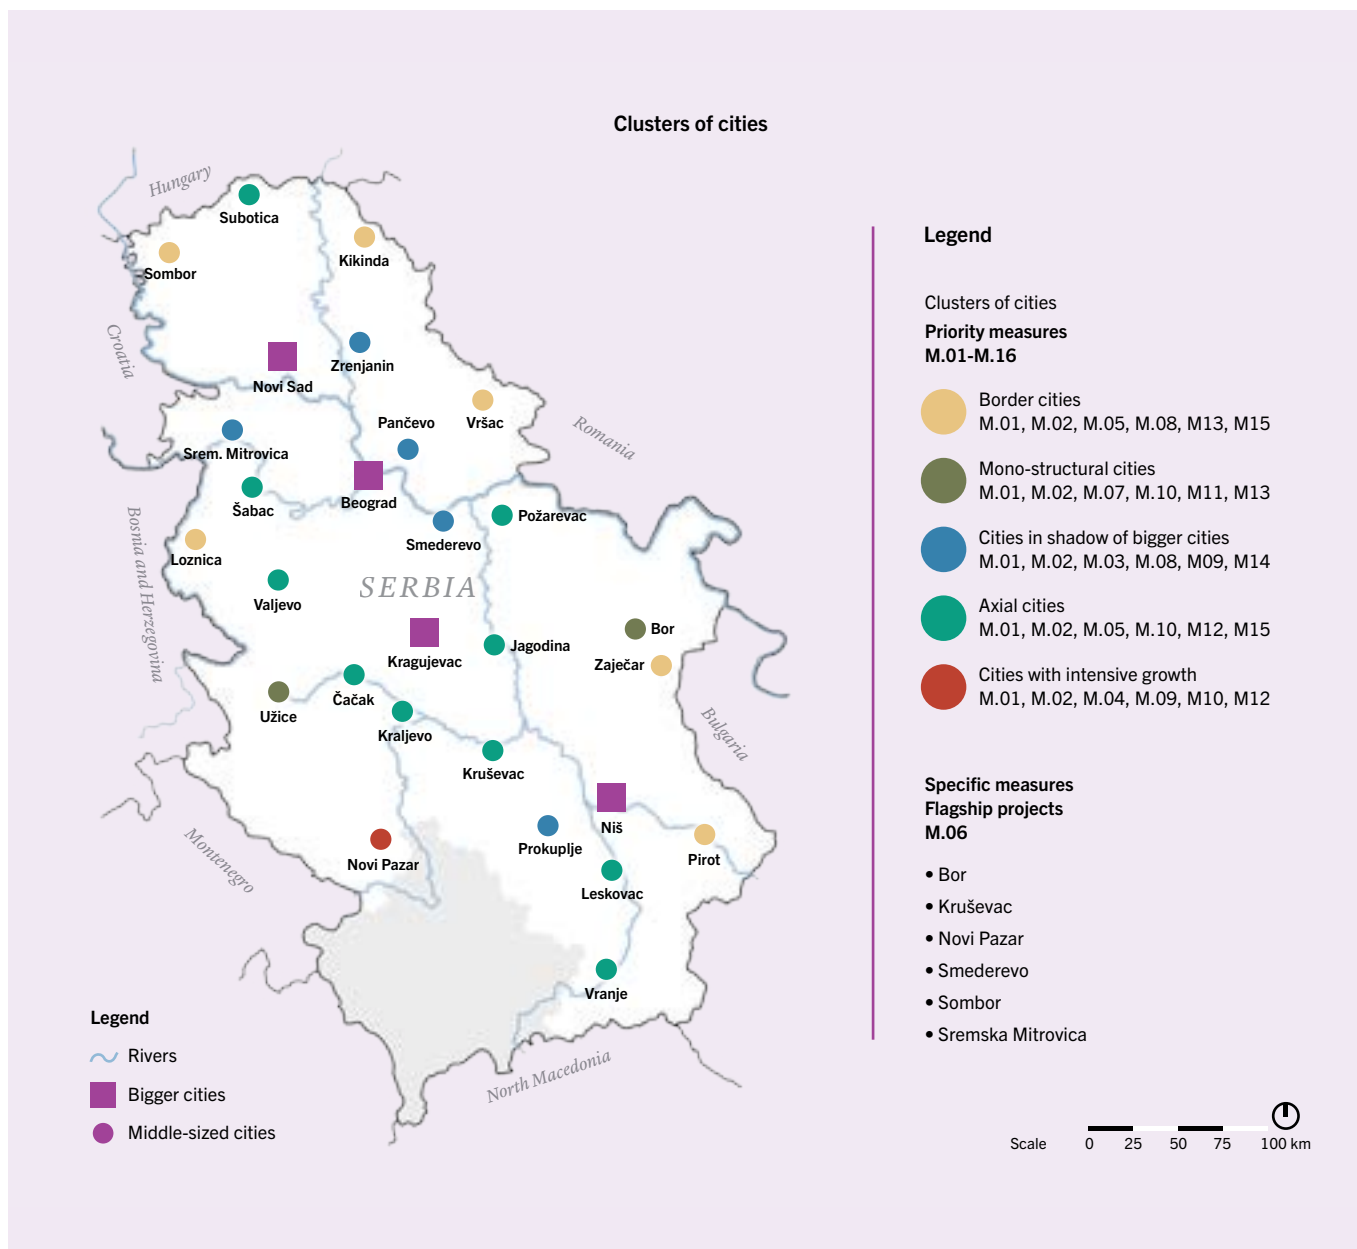 Clusters of cities
Hungary
Subotica
Sombor
Kikinda
Croatia
Novi Sad
Zrenjanin
Vršac
Pančevo
Romania
Srem. Mitrovica
Beograd
Šabac
Smederevo
Požarevac
Bosnia and Herzegovina
Loznica
SERBIA
Valjevo
Bor
Jagodina
Kragujevac
Zaječar
Čačak
Užice
Kraljevo
Bulgaria
Kruševac
Niš
Prokuplje
Pirot
Montenegro
Novi Pazar
Leskovac
Vranje
North Macedonia
Legend
Rivers
Bigger cities
Middle-sized cities
Legend
Clusters of cities
Priority measures
M.01-M.16
Border cities
M.01, M.02, M.05, M.08, M13, M15
Mono-structural cities
M.01, M.02, M.07, M.10, M11, M13
Cities in shadow of bigger cities
M.01, M.02, M.03, M.08, M09, M14
Axial cities
M.01, M.02, M.05, M.10, M12, M15
Cities with intensive growth
M.01, M.02, M.04, M.09, M10, M12
Specific measures
Flagship projects
M.06
• Bor
• Kruševac
• Novi Pazar
• Smederevo
• Sombor
• Sremska Mitrovica
Scale 0 25 50 75 100 km